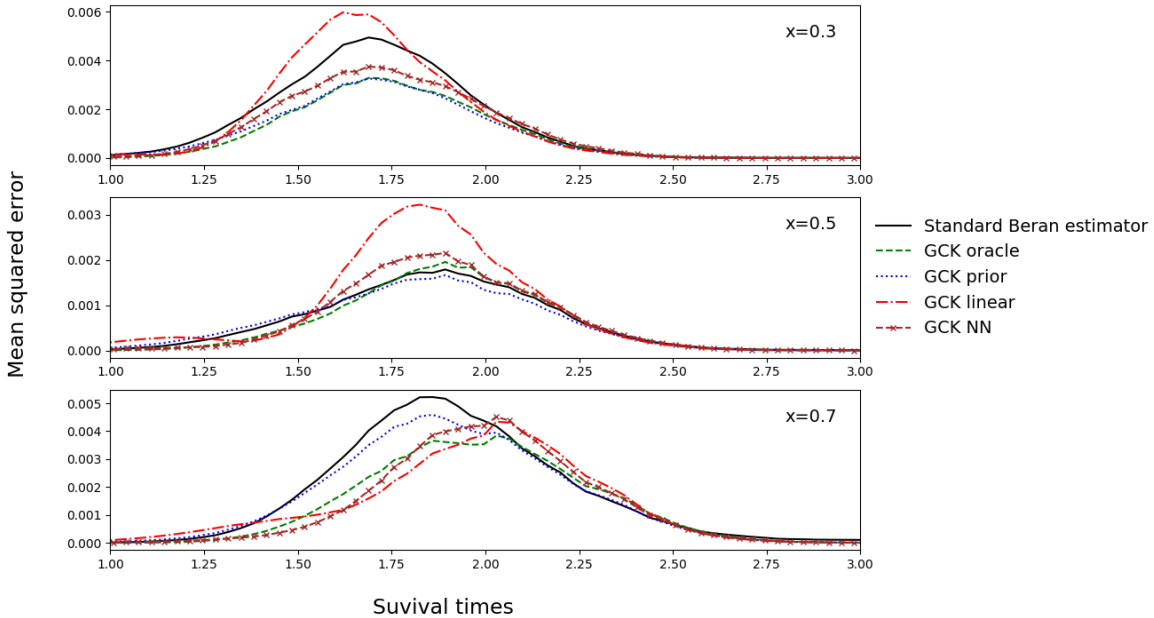 0.006
0.004
0.002
0.000
x=0.3
1.00 1.25 1.50 1.75 2.00 2.25 2.50 2.75 3.00
0.003
0.002
0.001
0.000
x=0.5
1.00 1.25 1.50 1.75 2.00 2.25 2.50 2.75 3.00
0.005
0.004
0.003
0.002
0.001
0.000
x=0.7
1.00 1.25 1.50 1.75 2.00 2.25 2.50 2.75 3.00
Mean squared error
Suvival times
Standard Beran estimator
GCK oracle
GCK prior
GCK linear
GCK NN